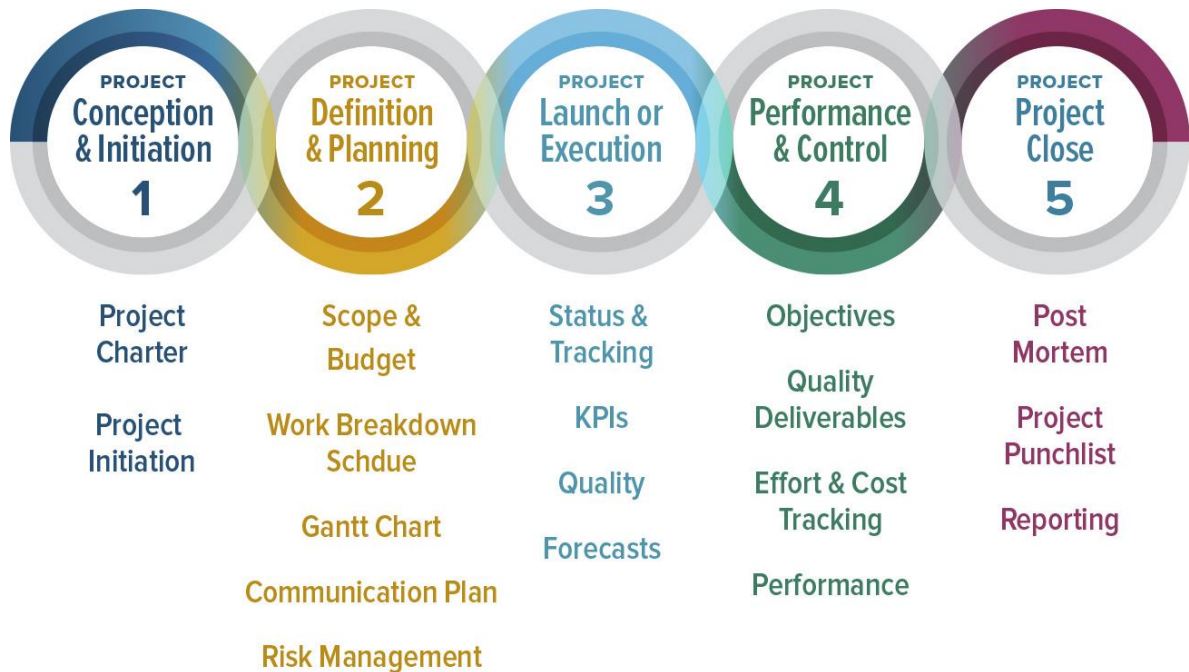 PROJECT
Conception
& Initiation
1
PROJECT
Definition
& Planning
2
PROJECT
Launch or
Execution
3
PROJECT
Performance
& Control
4
PROJECT
Project
Close
5
Project
Charter
Project
Initiation
Scope &
Budget
Work Breakdown
Schdue
Gantt Chart
Communication Plan
Risk Management
Status &
Tracking
KPIs
Quality
Forecasts
Objectives
Quality
Deliverables
Effort & Cost
Tracking
Performance
Post
Mortem
Project
Punchlist
Reporting